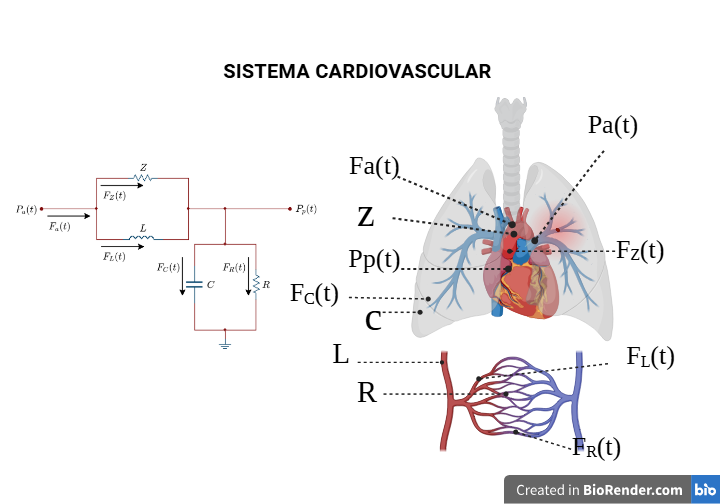 SISTEMA CARDIOVASCULAR
Z
F_Z(t)
P_a(t)
F_a(t)
L
F_L(t)
P_p(t)
F_C(t)
C
F_R(t)
R
Pa(t)
Fa(t)
Z
F_Z(t)
Pp(t)
F_C(t)
C
L
F_L(t)
R
F_R(t)
Created in BioRender.com bio